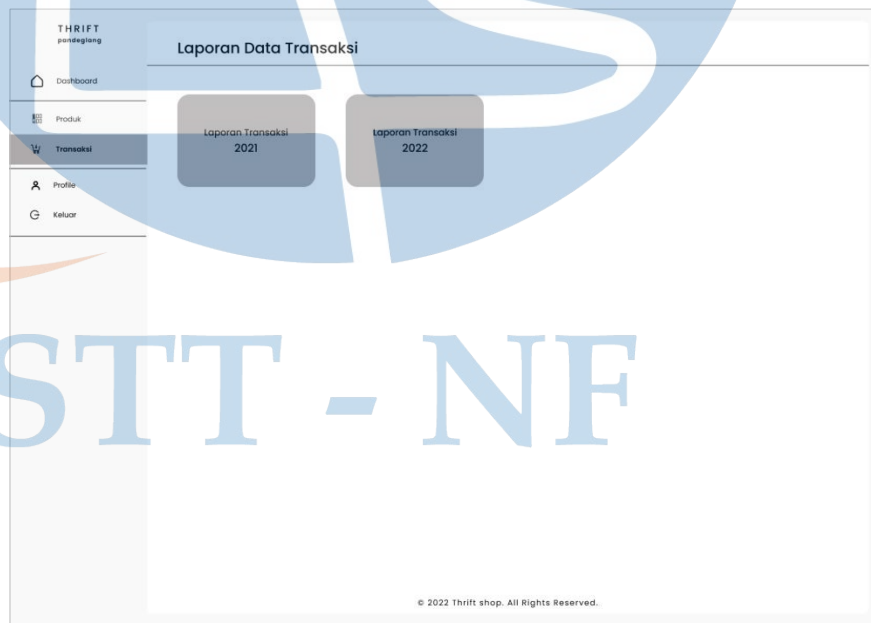 THRIFT
pandeglang
Dashboard
Produk
Transaksi
Profile
Keluar
Laporan Data Transaksi
Laporan Transaksi
2021
Laporan Transaksi
2022
STT - NF
© 2022 Thrift shop. All Rights Reserved.